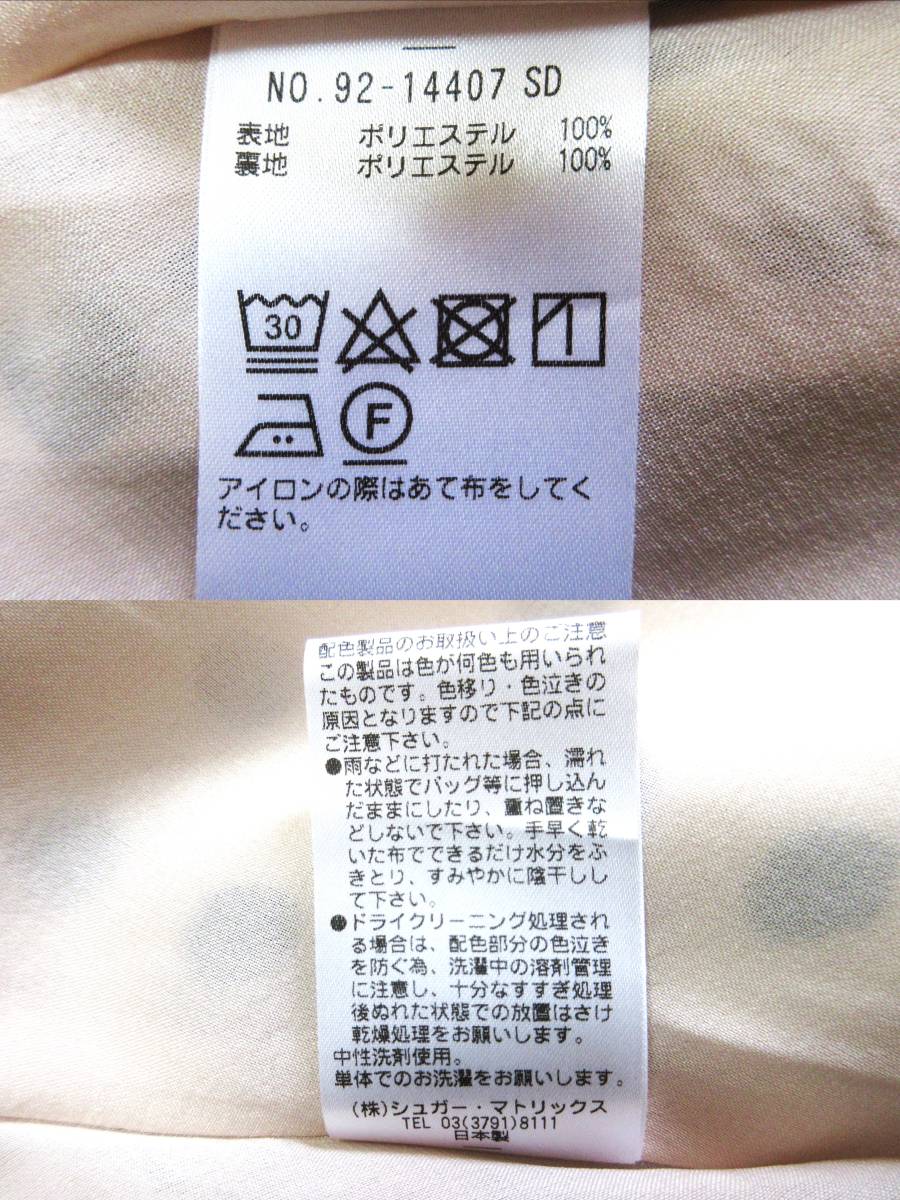 NO.92-14407 SD
表地 ポリエステル 100%
裏地 ポリエステル 100%
30
F
アイロンの際はあて布をしてく
ださい。
配色製品のお取扱い上のご注意
この製品は色が何色も用いられ
たものです。色移り・色泣きの
原因となりますので下記の点に
ご注意下さい。
●雨などに打たれた場合、濡れ
た状態でバッグ等に押し込ん
だままにしたり、重ね置きな
どしないで下さい。手早く乾
いた布でできるだけ水分をふ
きとり、すみやかに陰干しし
て下さい。
●ドライクリーニング処理され
る場合は、配色部分の色泣き
を防ぐ為、洗濯中の溶剤管理
に注意し、十分なすすぎ処理
後ぬれた状態での放置はさけ
乾燥処理をお願いします。
中性洗剤使用。
単体でのお洗濯をお願いします。
(株)シュガー・マトリックス
TEL 03(3791)8111
日本製